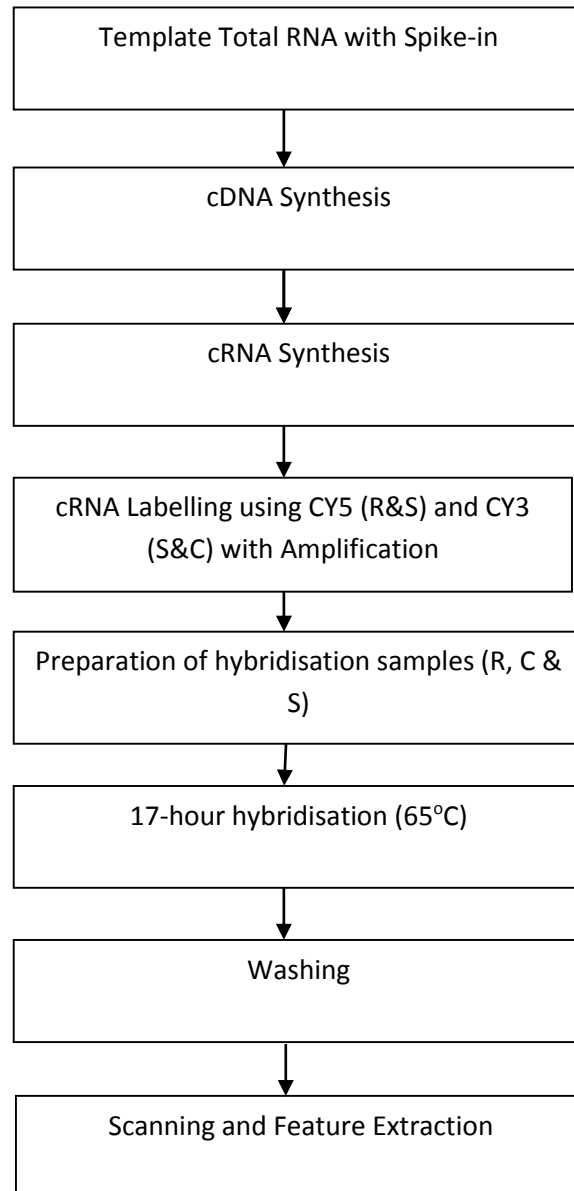 Template Total RNA with Spike-in
cDNA Synthesis
cRNA Synthesis
cRNA Labelling using CY5 (R&S) and CY3
(S&C) with Amplification
Preparation of hybridisation samples (R, C &
S)
17-hour hybridisation (65°C)
Washing
Scanning and Feature Extraction